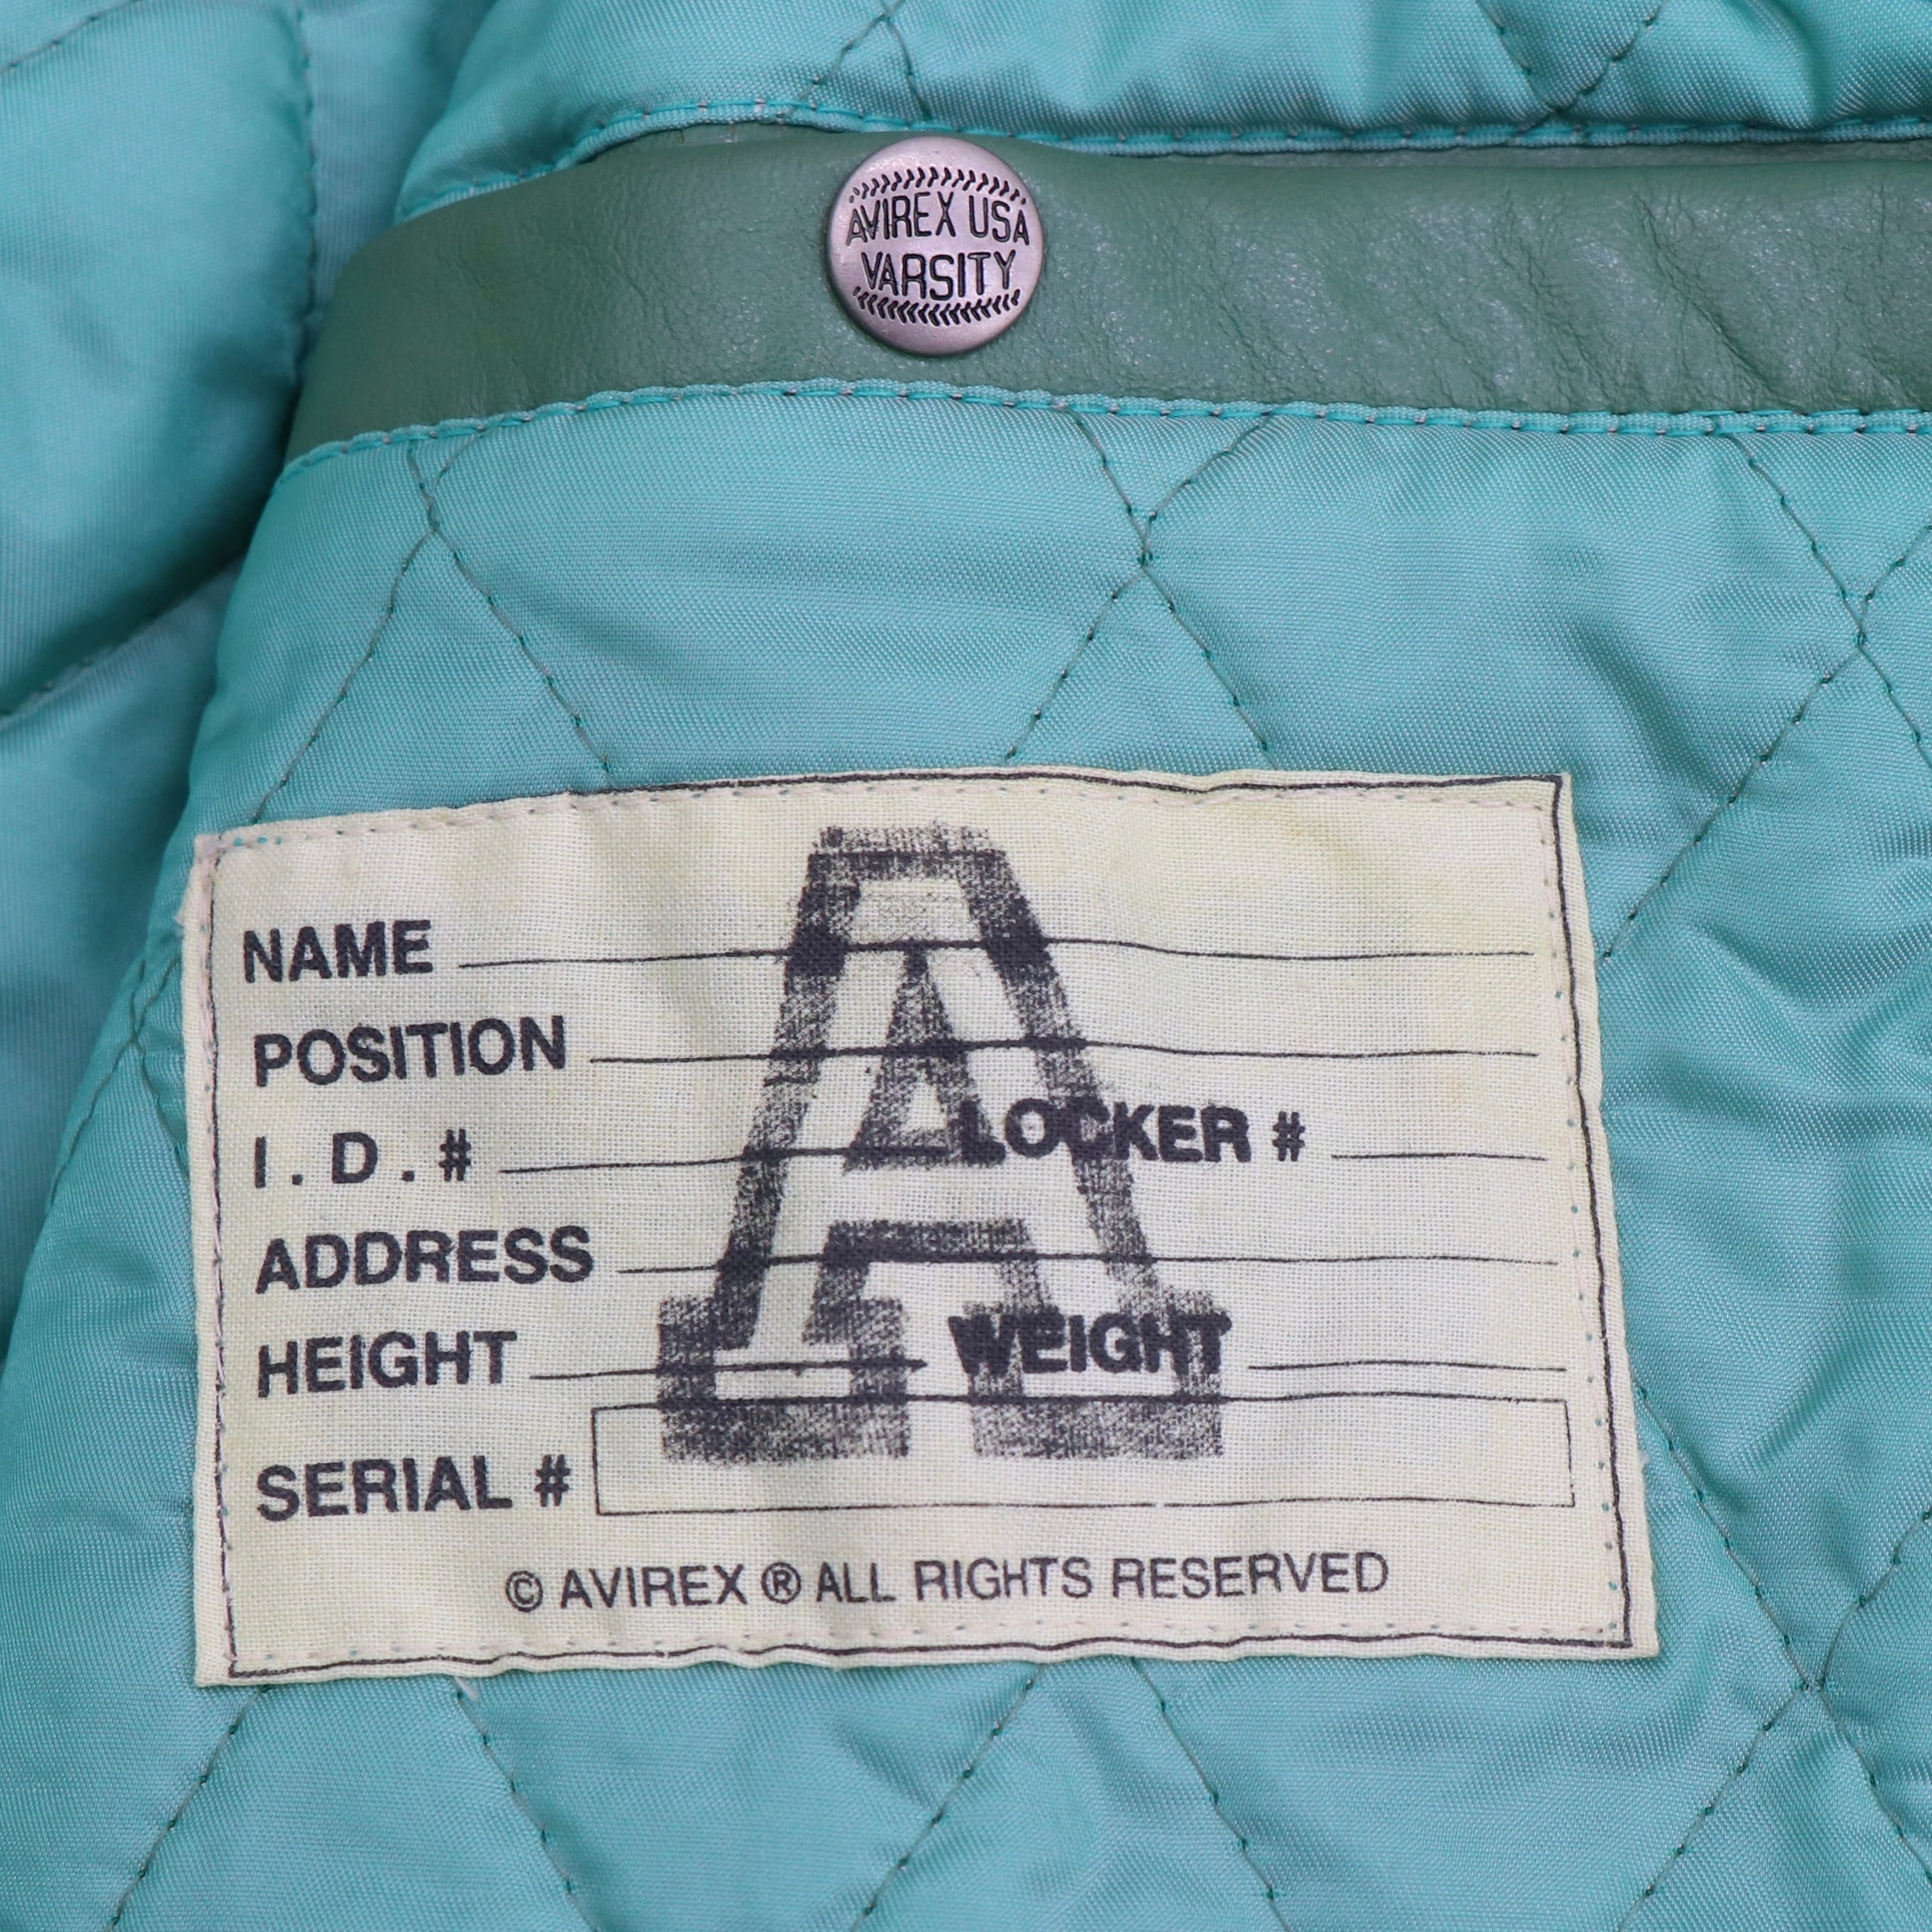 AVIREX USA
VARSITY
A
NAME
POSITION
I.D.# LOCKER #
ADDRESS
HEIGHT WEIGHT
SERIAL #
© AVIREX ® ALL RIGHTS RESERVED